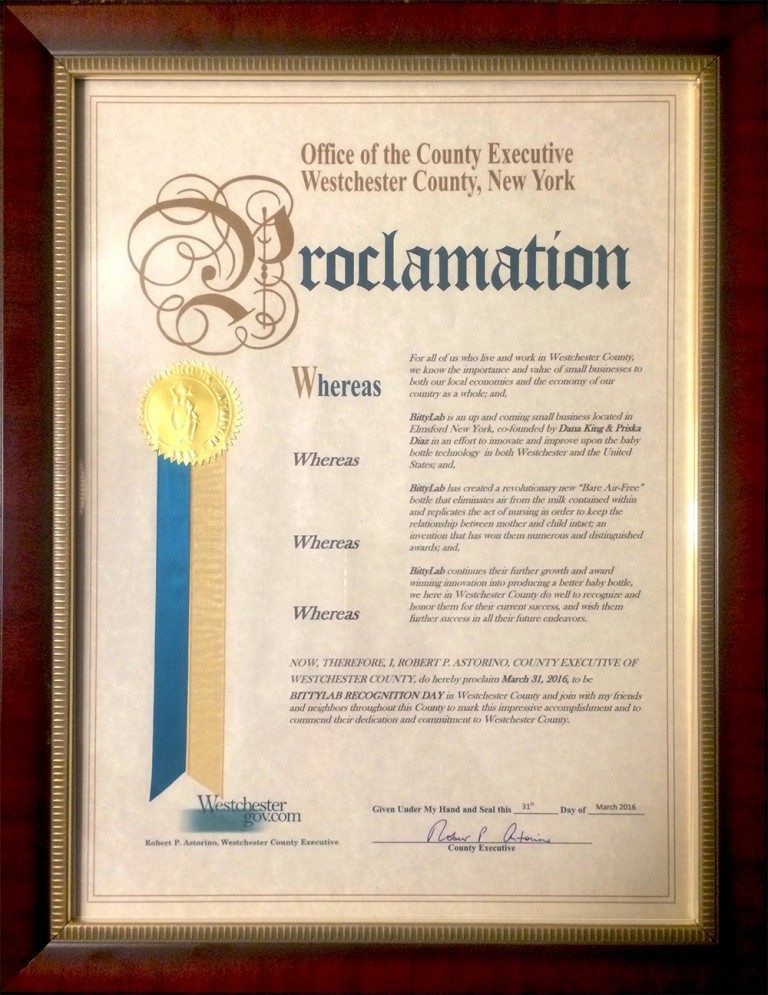 Office of the County Executive
Westchester County, New York
Proclamation
Whereas
For all of us who live and work in Westchester County,
we know the importance and value of small businesses to
both our local economies and the economy of our
country as a whole; and,
Whereas
BittyLab is an up and coming small business located in
Elmsford New York, co-founded by Dana King & Priska
Diaz in an effort to innovate and improve upon the baby
bottle technology in both Westchester and the United
States; and,
Whereas
BittyLab has created a revolutionary new "Bare Air-Free"
bottle that eliminates air from the milk contained within
and replicates the act of nursing in order to keep the
relationship between mother and child intact; an
invention that has won them numerous and distinguished
awards; and,
Whereas
BittyLab continues their further growth and award
winning innovation into producing a better baby bottle,
we here in Westchester County do well to recognize and
honor them for their current success, and wish them
further success in all their future endeavors.
NOW, THEREFORE, I, ROBERT P. ASTORINO, COUNTY EXECUTIVE OF
WESTCHESTER COUNTY, do hereby proclaim March 31, 2016, to be
BITTYLAB RECOGNITION DAY in Westchester County and join with my friends
and neighbors throughout this County to mark this impressive accomplishment and to
commend their dedication and commitment to Westchester County.
Westchester
gov.com
Robert P. Astorino, Westchester County Executive
Given Under My Hand and Seal this 31st Day of March 2016
Robert P. Astorino
County Executive